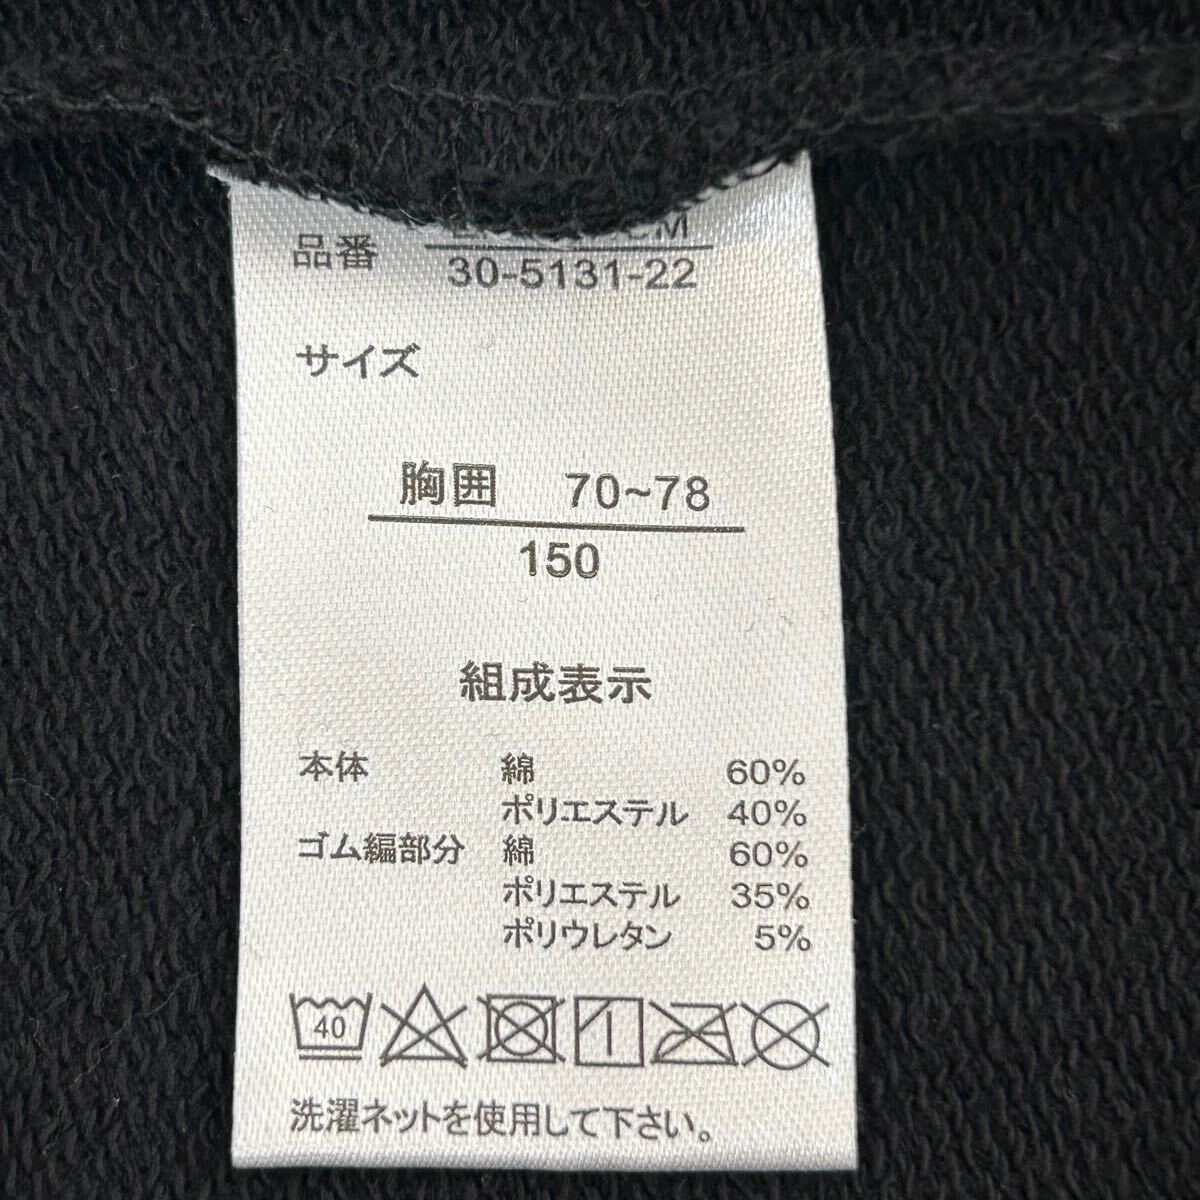 品番
30-5131-22
サイズ
胸囲 70~78
150
組成表示
本体 綿 60%
ポリエステル 40%
ゴム編部分 綿 60%
ポリエステル 35%
ポリウレタン 5%
40
洗濯ネットを使用して下さい。